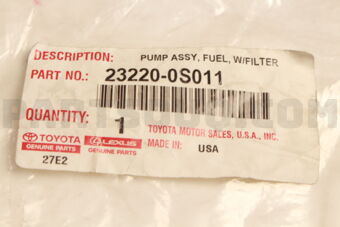 DESCRIPTION: PUMP ASSY, FUEL, W/FILTER
PART NO.: 23220-0S011
QUANTITY: 1 TOYOTA MOTOR SALES, U.S.A., INC.
TOYOTA LEXUS MADE IN: USA
GENUINE PARTS GENUINE PARTS
27E2